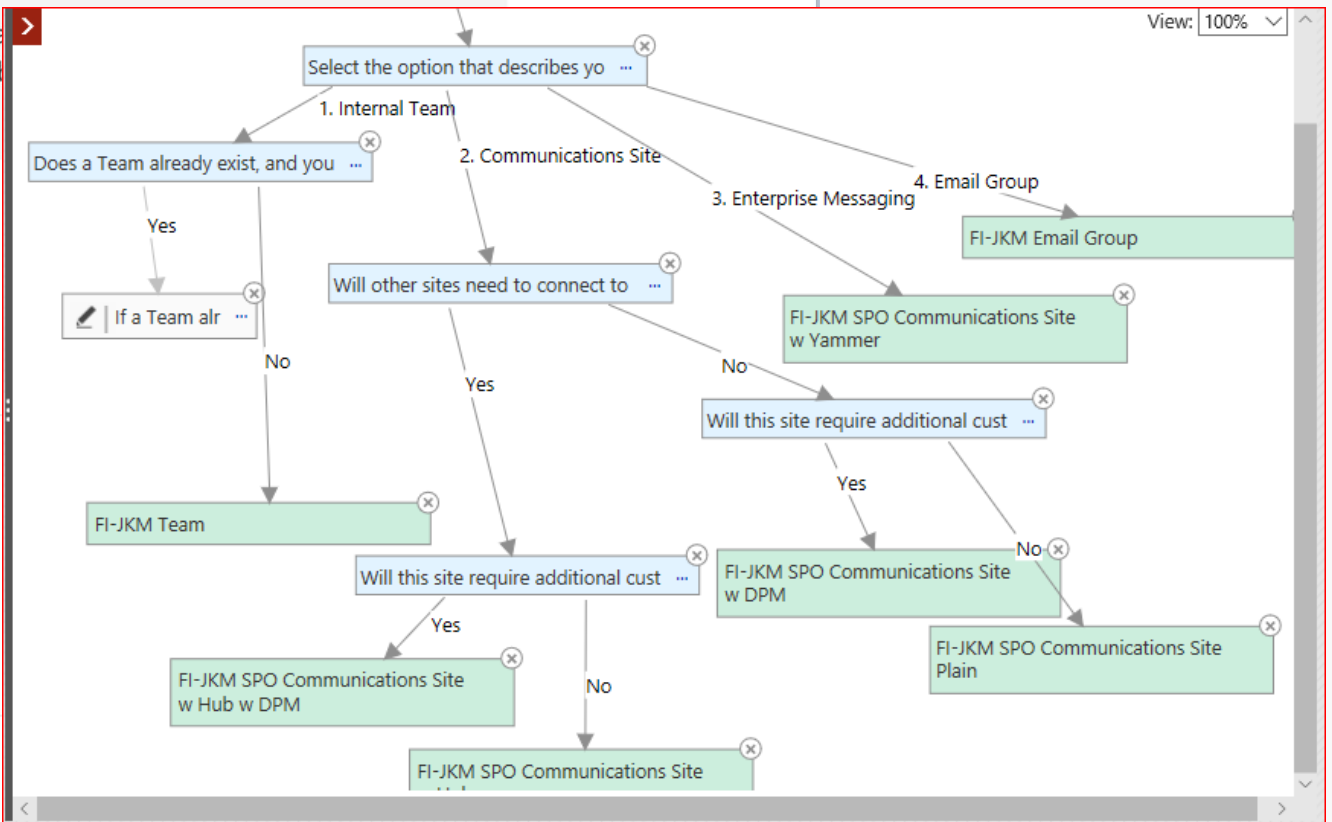 View: 100%
Select the option that describes yo ...
1. Internal Team
Does a Team already exist, and you ...
2. Communications Site
4. Email Group
3. Enterprise Messaging
Yes
FI-JKM Email Group
Will other sites need to connect to ...
If a Team alr ...
FI-JKM SPO Communications Site
w Yammer
No
No
Yes
Will this site require additional cust ...
Yes
FI-JKM Team
No
Will this site require additional cust ...
FI-JKM SPO Communications Site
w DPM
Yes
FI-JKM SPO Communications Site
Plain
FI-JKM SPO Communications Site
w Hub w DPM
No
FI-JKM SPO Communications Site